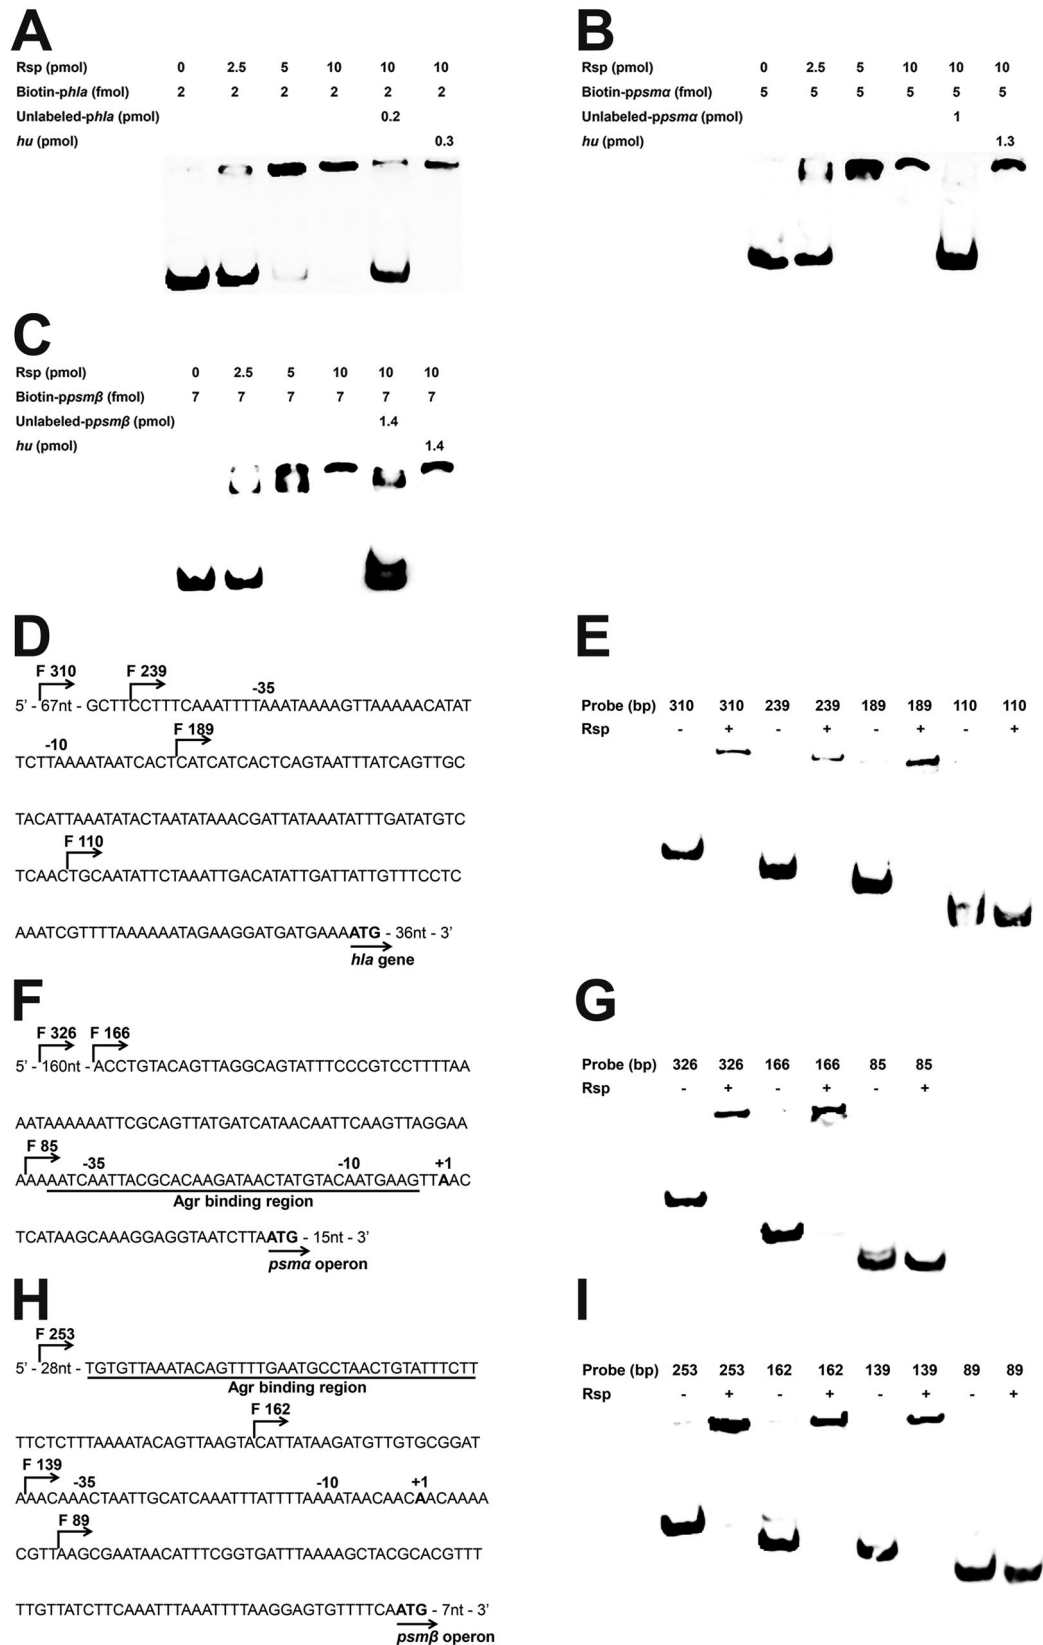 A
Rsp (pmol) 0 2.5 5 10 10 10
Biotin-phla (fmol) 2 2 2 2 2 2
Unlabeled-phla (pmol) 0.2
hu (pmol) 0.3
B
Rsp (pmol) 0 2.5 5 10 10 10
Biotin-ppsmα (fmol) 5 5 5 5 5 5
Unlabeled-ppsmα (pmol) 1
hu (pmol) 1.3
C
Rsp (pmol) 0 2.5 5 10 10 10
Biotin-ppsmβ (fmol) 7 7 7 7 7 7
Unlabeled-ppsmβ (pmol) 1.4
hu (pmol) 1.4
D
F 310 F 239 -35
5' - 67nt - GCTTCCTTTCAAATTTTAAATAAAAGTTAAAAACATAT
-10 F 189
TCTTAAAATAATCACTCATCATCACTCAGTAATTTATCAGTTGC
TACATTAAATATACTAATATAAACGATTATAAATATTTGATATGTC
F 110
TCAACTGCAATATTCTAAATTGACATATTGATTATTGTTTCCTC
AAATCGTTTTAAAAAATAGAAGGATGATGAAAATG - 36nt - 3'
hla gene
E
Probe (bp) 310 310 239 239 189 189 110 110
Rsp - + - + - + - +
F
F 326 F 166
5' - 160nt - ACCTGTACAGTTAGGCAGTATTTCCCGTCCTTTTAA
AATAAAAAATTCGCAGTTATGATCATAACAATTCAAGTTAGGAA
F 85 -35 -10 +1
AAAAATCAATTACGCACAAGATAACTATGTACAATGAAGTTAAC
Agr binding region
TCATAAGCAAAGGAGGTAATCTTAATG - 15nt - 3'
psmα operon
G
Probe (bp) 326 326 166 166 85 85
Rsp - + - + - +
H
F 253
5' - 28nt - TGTGTTAAATACAGTTTTGAATGCCTAACTGTATTTCTT
Agr binding region
F 162
TTCTCTTTAAAATACAGTTAAGTACATTATAAGATGTTGTGCGGAT
F 139 -35 -10 +1
AAACAAACTAATTGCATCAAATTTATTTTAAAATAACAACAACAAAA
F 89
CGTTAAGCGAATAACATTTCGGTGATTTAAAAGCTACGCACGTTT
TTGTTATCTTCAAATTTAAATTTTAAGGAGTGTTTTCAATG - 7nt - 3'
psmβ operon
I
Probe (bp) 253 253 162 162 139 139 89 89
Rsp - + - + - + - +